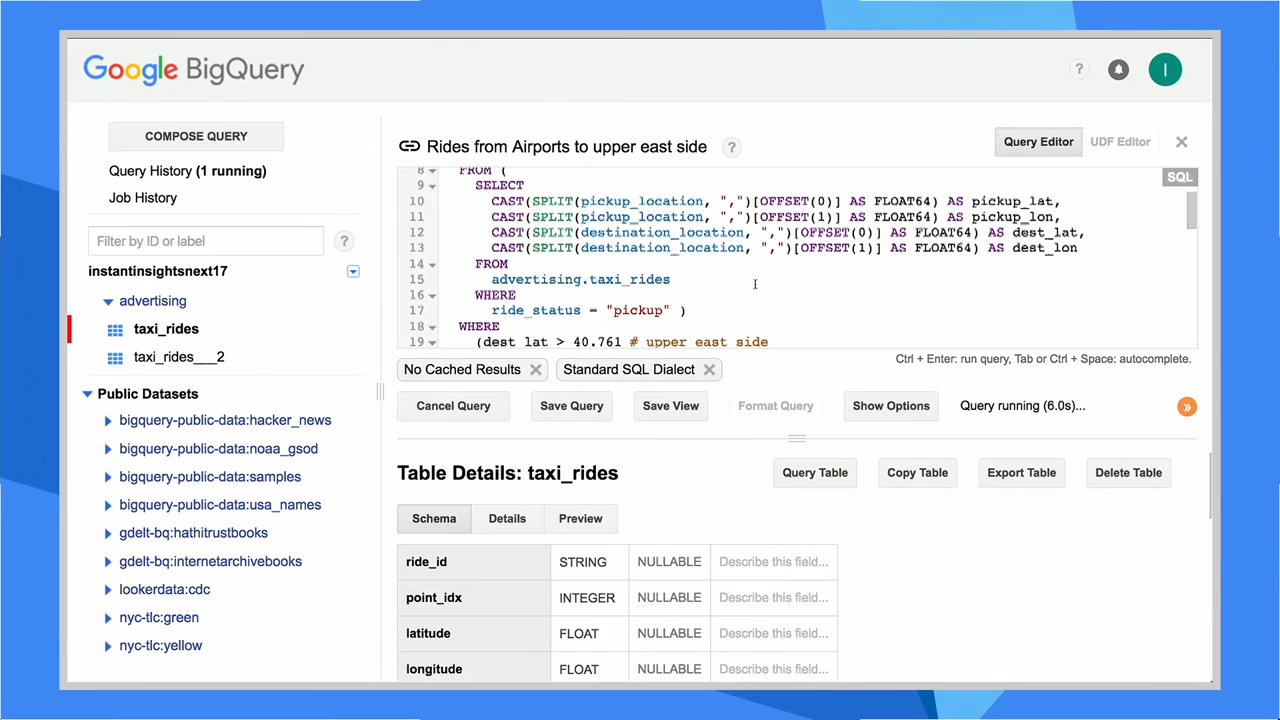 Google BigQuery
?
I
COMPOSE QUERY
Query History (1 running)
Job History
Filter by ID or label
?
instantinsightsnext17
advertising
taxi_rides
taxi_rides___2
Public Datasets
bigquery-public-data:hacker_news
bigquery-public-data:noaa_gsod
bigquery-public-data:samples
bigquery-public-data:usa_names
gdelt-bq:hathitrustbooks
gdelt-bq:internetarchivebooks
lookerdata:cdc
nyc-tlc:green
nyc-tlc:yellow
Rides from Airports to upper east side ?
Query Editor UDF Editor
SQL
8 FROM (
9 SELECT
10 CAST(SPLIT(pickup_location, ",")[OFFSET(0)] AS FLOAT64) AS pickup_lat,
11 CAST(SPLIT(pickup_location, ",")[OFFSET(1)] AS FLOAT64) AS pickup_lon,
12 CAST(SPLIT(destination_location, ",")[OFFSET(0)] AS FLOAT64) AS dest_lat,
13 CAST(SPLIT(destination_location, ",")[OFFSET(1)] AS FLOAT64) AS dest_lon
14 FROM
15 advertising.taxi_rides
16 WHERE
17 ride_status = "pickup" )
18 WHERE
19 (dest_lat > 40.761 # upper east side
Ctrl + Enter: run query, Tab or Ctrl + Space: autocomplete.
No Cached Results Standard SQL Dialect
Cancel Query Save Query Save View Format Query Show Options Query running (6.0s)...
Table Details: taxi_rides
Query Table Copy Table Export Table Delete Table
Schema Details Preview
ride_id STRING NULLABLE Describe this field...
point_idx INTEGER NULLABLE Describe this field...
latitude FLOAT NULLABLE Describe this field...
longitude FLOAT NULLABLE Describe this field...